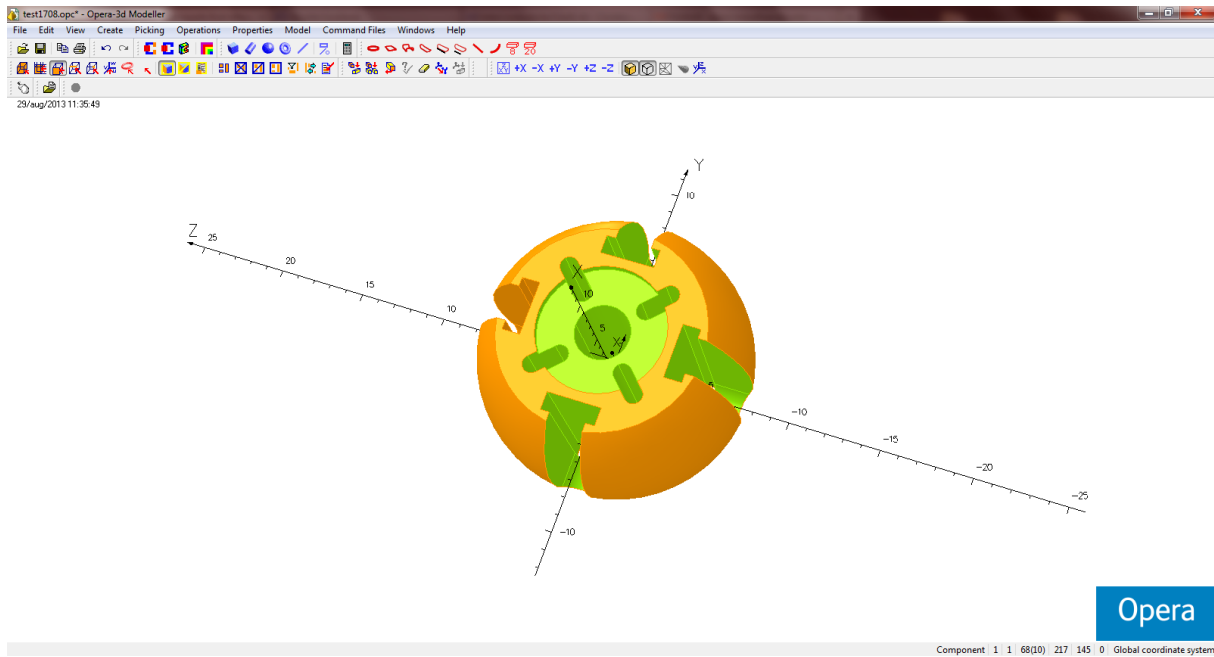 test1708.opc* - Opera-3d Modeller
File Edit View Create Picking Operations Properties Model Command Files Windows Help
8 20
+X -X +Y -Y +Z -Z
29/aug/2013 11:35:49
Y
10
Z 25
20
15
10
X
10
5
X
5
-10
-15
-20
-25
-10
Opera
Component 1 1 68(10) 217 145 0 Global coordinate system